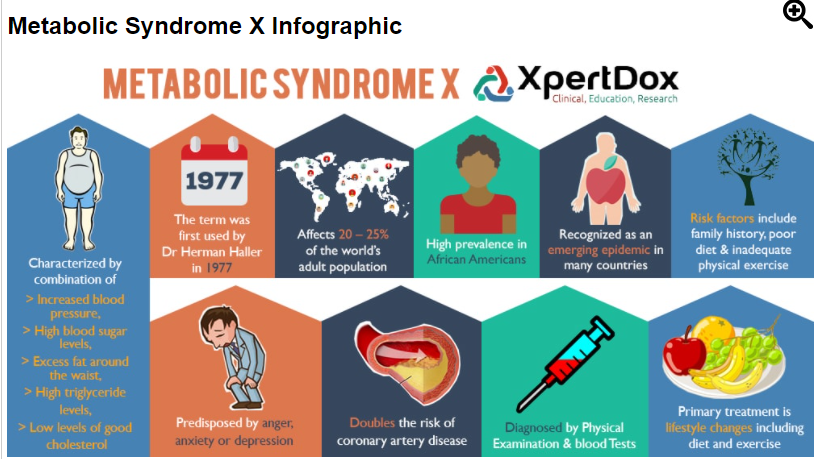 Metabolic Syndrome X Infographic
METABOLIC SYNDROME X
XpertDox
Clinical, Education, Research
Characterized by
combination of
> Increased blood
pressure,
> High blood sugar
levels,
> Excess fat around
the waist,
> High triglyceride
levels,
> Low levels of good
cholesterol
1977
The term was
first used by
Dr Herman Haller
in 1977
Affects 20 – 25%
of the world's
adult population
High prevalence in
African Americans
Recognized as an
emerging epidemic in
many countries
Risk factors include
family history, poor
diet & inadequate
physical exercise
Predisposed by anger,
anxiety or depression
Doubles the risk of
coronary artery disease
Diagnosed by Physical
Examination & blood Tests
Primary treatment is
lifestyle changes including
diet and exercise